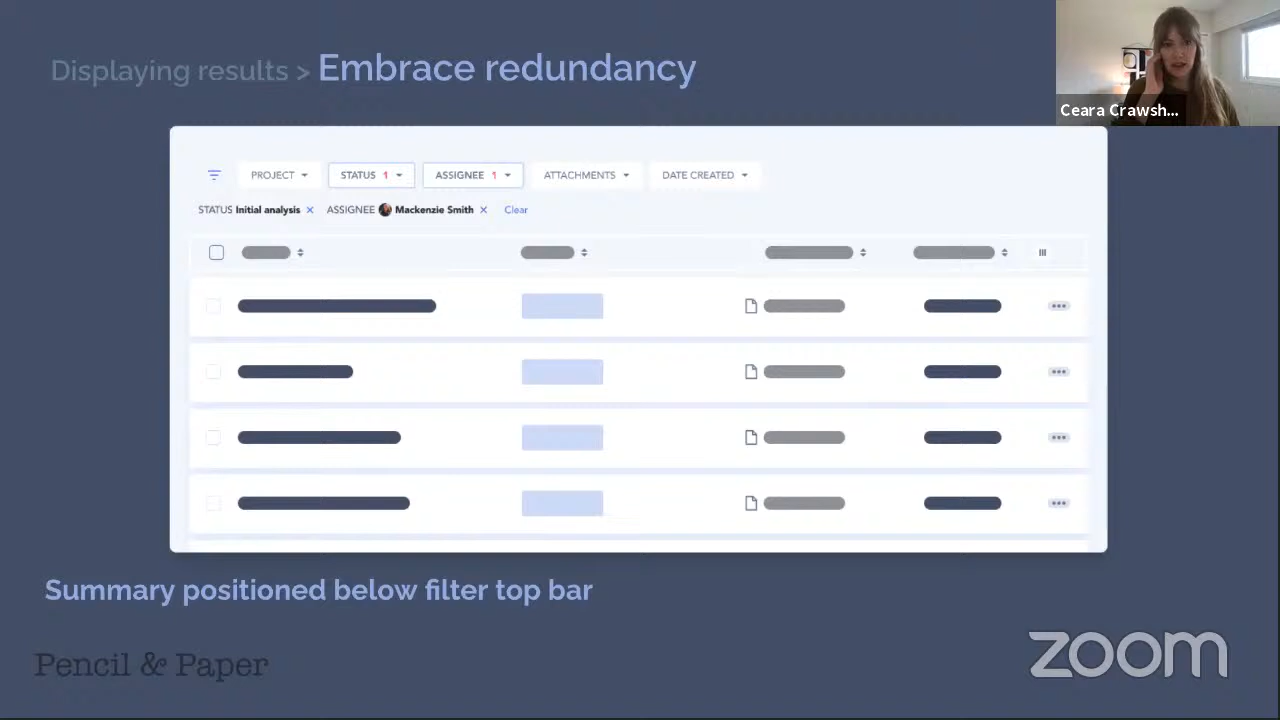 Displaying results > Embrace redundancy
Ceara Crawsh...
PROJECT STATUS 1 ASSIGNEE 1 ATTACHMENTS DATE CREATED
STATUS Initial analysis × ASSIGNEE Mackenzie Smith × Clear
Summary positioned below filter top bar
Pencil & Paper
zoom